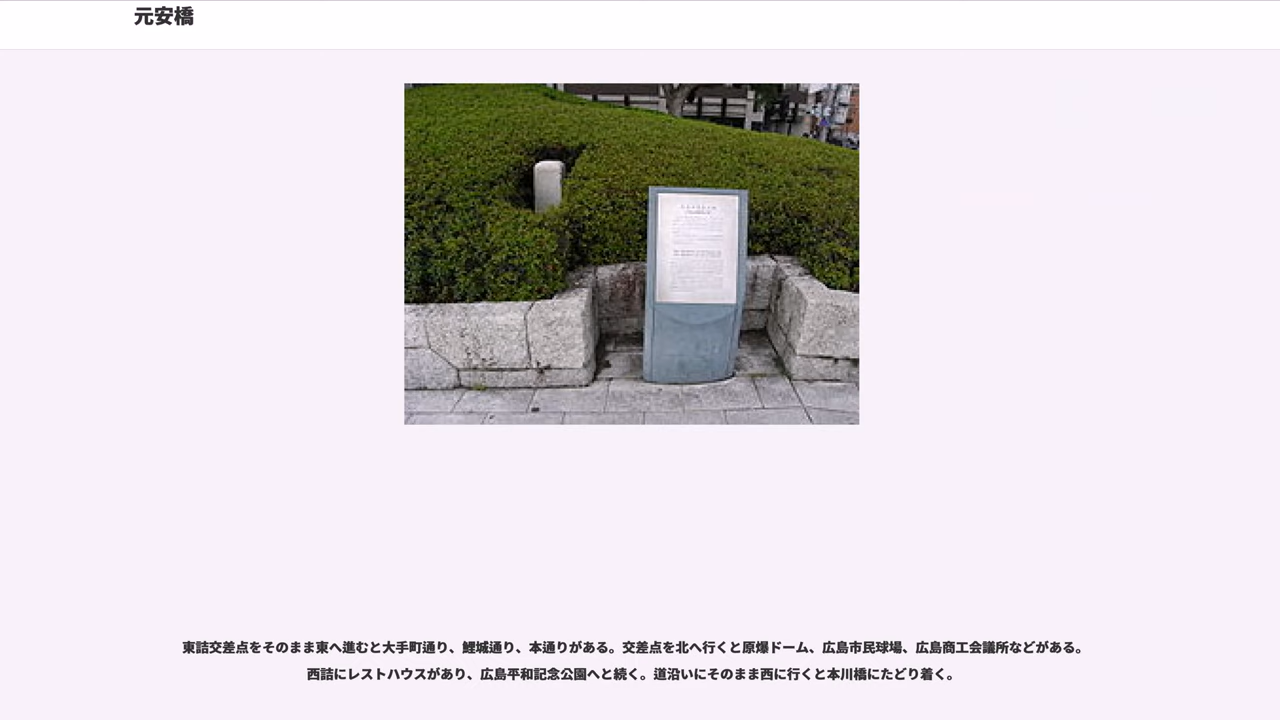 元安橋
東詰交差点をそのまま東へ進むと大手町通り、鯉城通り、本通りがある。交差点を北へ行くと原爆ドーム、広島市民球場、広島商工会議所などがある。
西詰にレストハウスがあり、広島平和記念公園へと続く。道沿いにそのまま西に行くと本川橋にたどり着く。